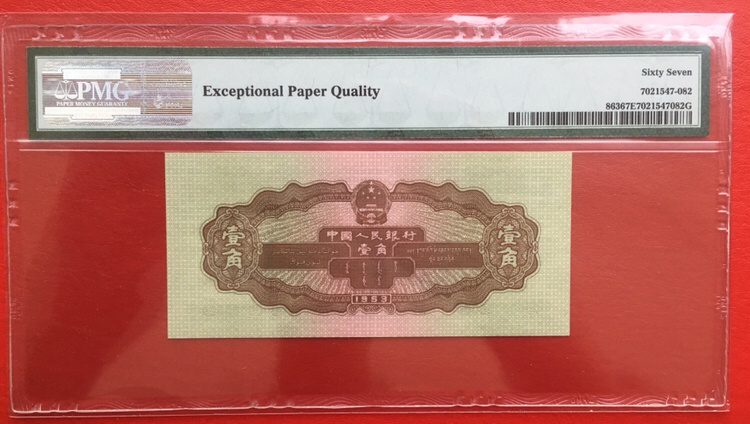 PMG
PAPER MONEY GUARANTY
Exceptional Paper Quality
Sixty Seven
7021547-082
86367E7021547082G
中國人民銀行
壹角
壹角
壹角
1953